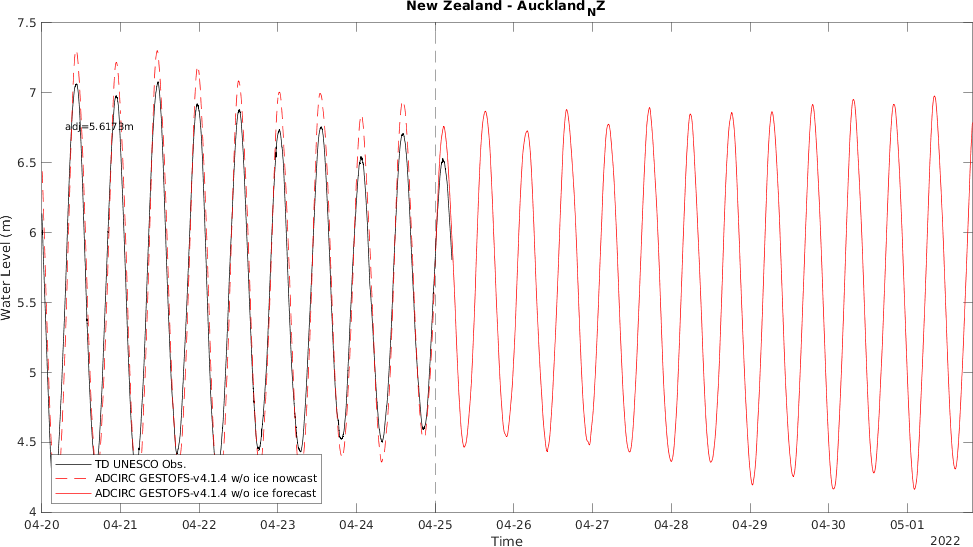 New Zealand - Auckland_NZ
7.5
7
6.5
6
5.5
5
4.5
4
Water Level (m)
adj=5.6173m
TD UNESCO Obs.
ADCIRC GESTOFS-v4.1.4 w/o ice nowcast
ADCIRC GESTOFS-v4.1.4 w/o ice forecast
04-20 04-21 04-22 04-23 04-24 04-25 04-26 04-27 04-28 04-29 04-30 05-01
Time
2022